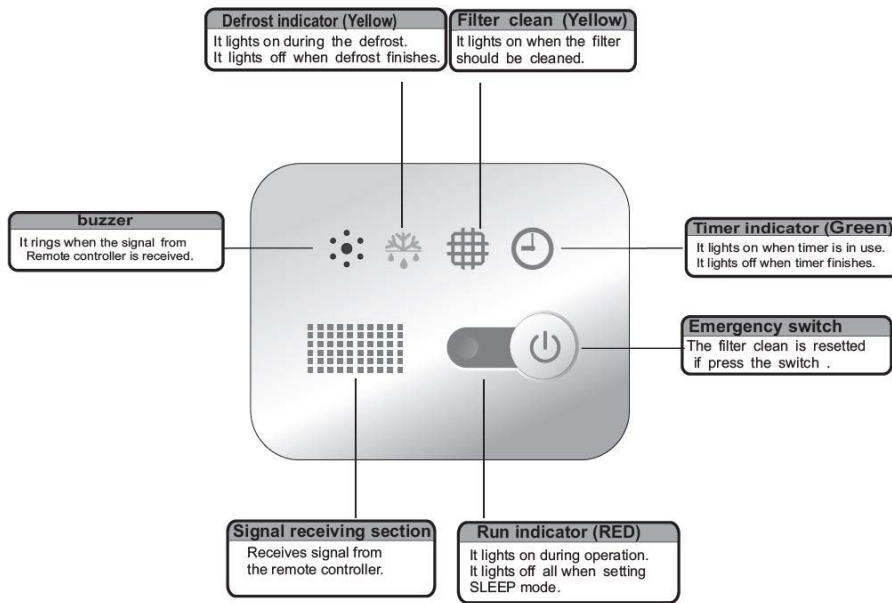 Defrost indicator (Yellow)
It lights on during the defrost.
It lights off when defrost finishes.
Filter clean (Yellow)
It lights on when the filter
should be cleaned.
buzzer
It rings when the signal from
Remote controller is received.
Timer indicator (Green)
It lights on when timer is in use.
It lights off when timer finishes.
Emergency switch
The filter clean is resetted
if press the switch .
Signal receiving section
Receives signal from
the remote controller.
Run indicator (RED)
It lights on during operation.
It lights off all when setting
SLEEP mode.